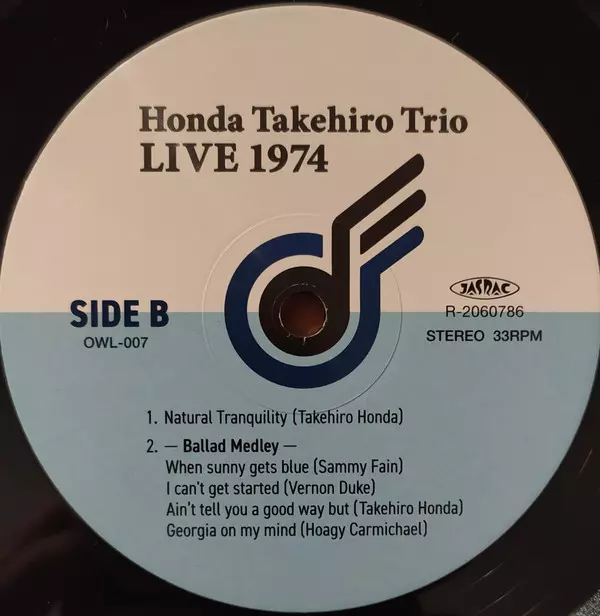 Honda Takehiro Trio
LIVE 1974
JASRAC
SIDE B
R-2060786
OWL-007
STEREO 33RPM
1. Natural Tranquility (Takehiro Honda)
2. — Ballad Medley —
When sunny gets blue (Sammy Fain)
I can't get started (Vernon Duke)
Ain't tell you a good way but (Takehiro Honda)
Georgia on my mind (Hoagy Carmichael)